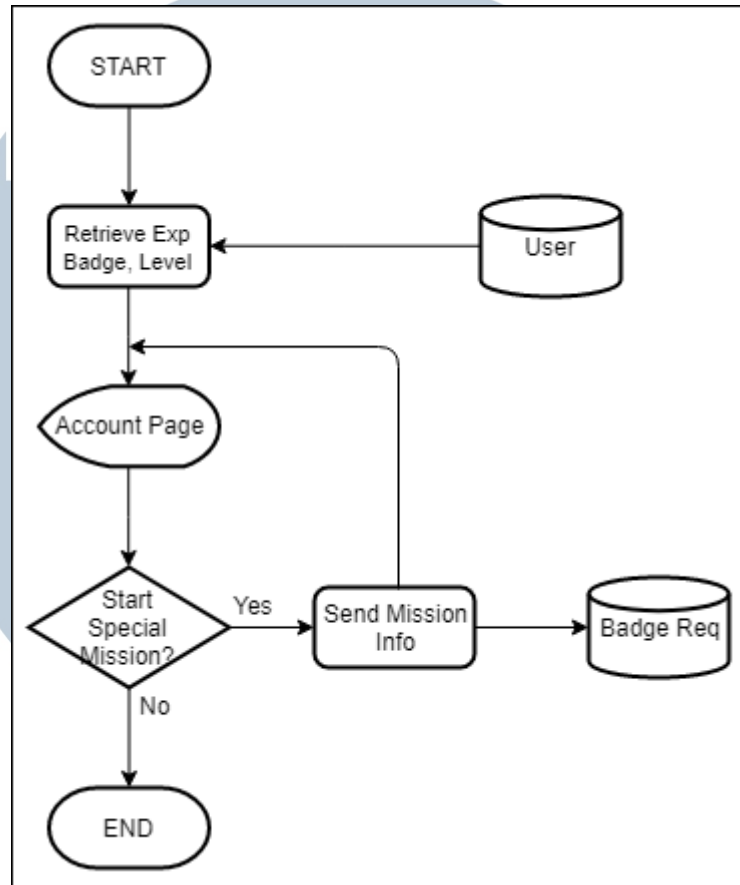 START
Retrieve Exp
Badge, Level
User
Account Page
Start
Special
Mission?
Yes
Send Mission
Info
Badge Req
No
END